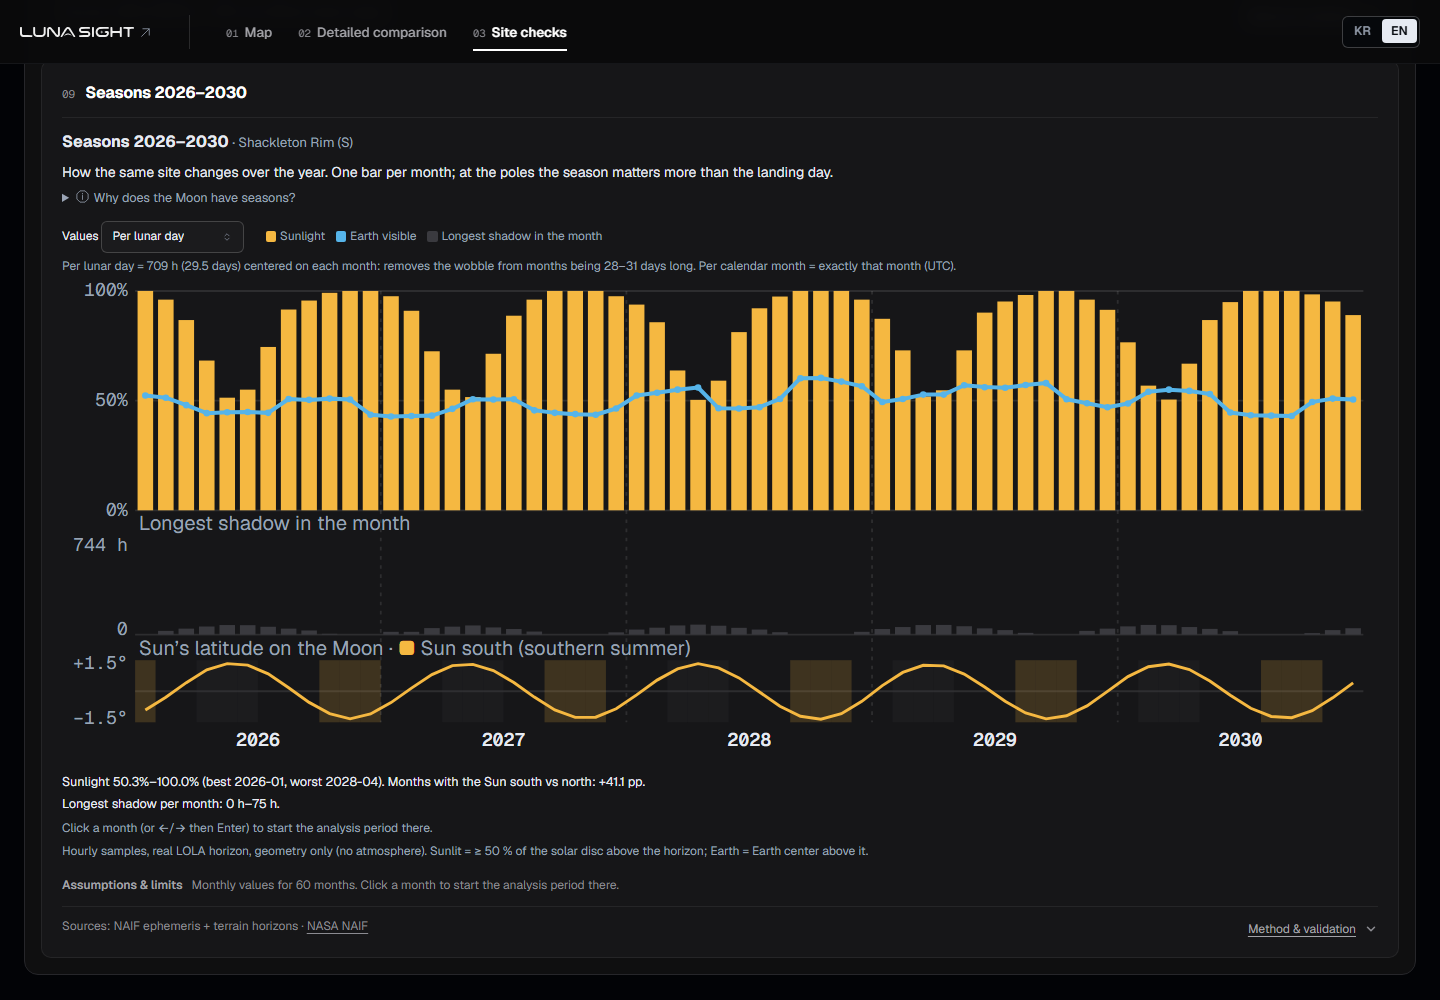 LUNA SIGHT ↗
01 Map 02 Detailed comparison 03 Site checks
KR EN
09 Seasons 2026–2030
Seasons 2026–2030 · Shackleton Rim (S)
How the same site changes over the year. One bar per month; at the poles the season matters more than the landing day.
▶ ⓘ Why does the Moon have seasons?
Values Per lunar day Sunlight Earth visible Longest shadow in the month
Per lunar day = 709 h (29.5 days) centered on each month: removes the wobble from months being 28–31 days long. Per calendar month = exactly that month (UTC).
100%
50%
0%
Longest shadow in the month
744 h
0
Sun's latitude on the Moon · Sun south (southern summer)
+1.5°
−1.5°
2026 2027 2028 2029 2030
Sunlight 50.3%–100.0% (best 2026-01, worst 2028-04). Months with the Sun south vs north: +41.1 pp.
Longest shadow per month: 0 h–75 h.
Click a month (or ←/→ then Enter) to start the analysis period there.
Hourly samples, real LOLA horizon, geometry only (no atmosphere). Sunlit = ≥ 50 % of the solar disc above the horizon; Earth = Earth center above it.
Assumptions & limits Monthly values for 60 months. Click a month to start the analysis period there.
Sources: NAIF ephemeris + terrain horizons · NASA NAIF
Method & validation